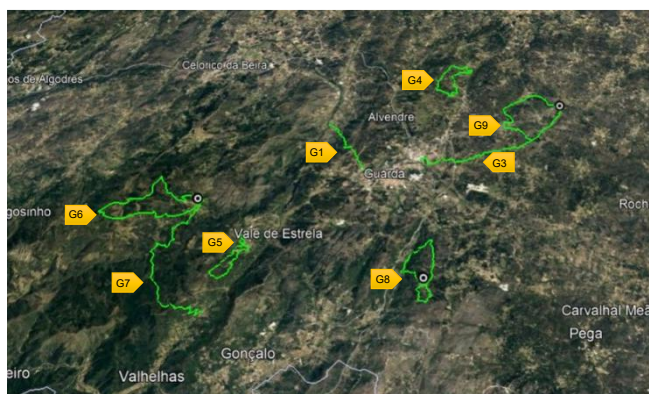 G4
Celorico da Beira
os de Algodres
Alvendre
G9
G1
G3
Guarda
Roch
G6
gosinho
G5
Vale de Estrela
G7
G8
Carvalhal Meã
Pega
Gonçalo
eiro
Valhelhas